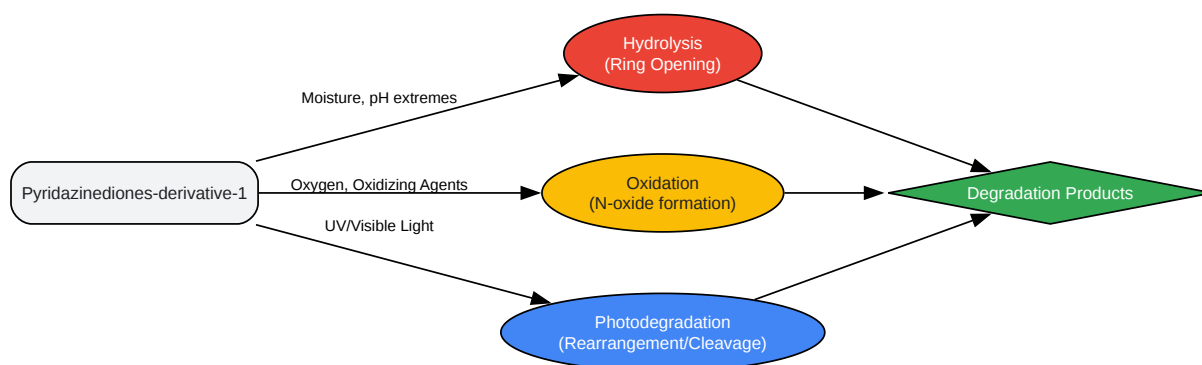 Hydrolysis
(Ring Opening)
Moisture, pH extremes
Pyridazinediones-derivative-1
Oxygen, Oxidizing Agents
Oxidation
(N-oxide formation)
Degradation Products
UV/Visible Light
Photodegradation
(Rearrangement/Cleavage)